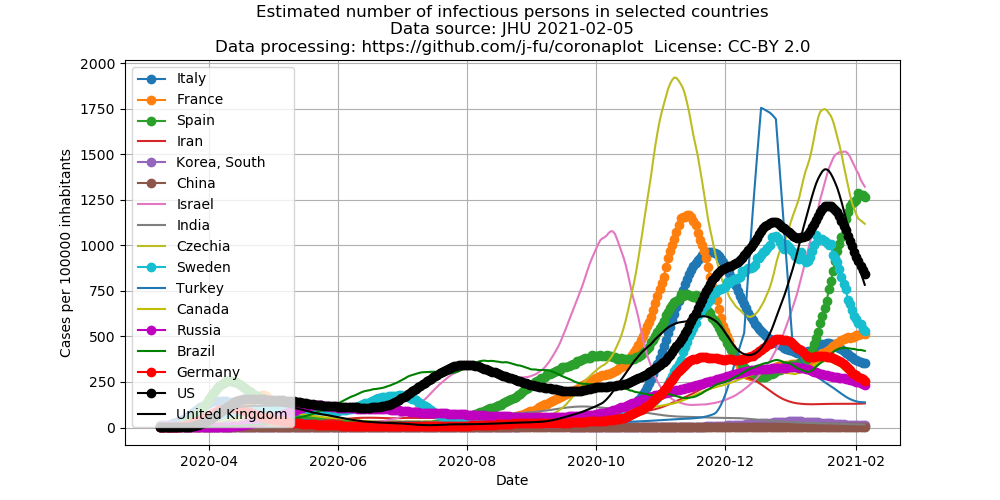 Estimated number of infectious persons in selected countries
Data source: JHU 2021-02-05
Data processing: https://github.com/j-fu/coronaplot License: CC-BY 2.0
Cases per 100000 inhabitants
2000
1750
1500
1250
1000
750
500
250
0
Italy
France
Spain
Iran
Korea, South
China
Israel
India
Czechia
Sweden
Turkey
Canada
Russia
Brazil
Germany
US
United Kingdom
2020-04
2020-06
2020-08
2020-10
2020-12
2021-02
Date